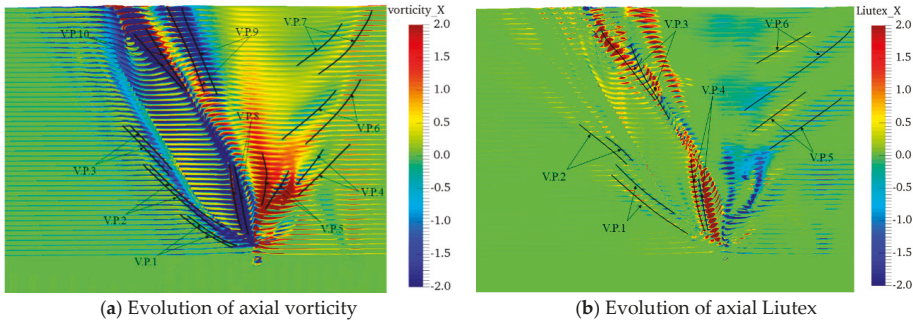 vorticity_X
2.0
1.5
1.0
0.5
0.0
-0.5
-1.0
-1.5
-2.0
V.P.10
V.P.9
V.P.7
V.P.8
V.P.6
V.P.3
V.P.4
V.P.2
V.P.5
V.P.1
(a) Evolution of axial vorticity
Liutex_X
2.0
1.5
1.0
0.5
0.0
-0.5
-1.0
-1.5
-2.0
V.P.3
V.P.6
V.P.4
V.P.5
V.P.2
V.P.1
(b) Evolution of axial Liutex